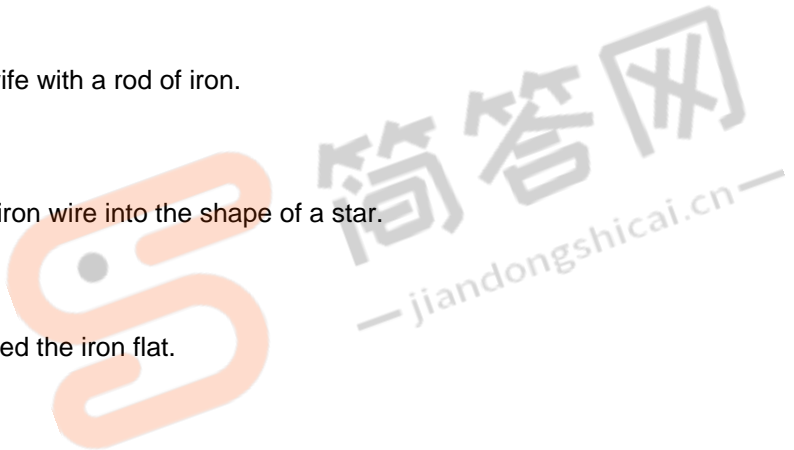 ife with a rod of iron.
简答网
iron wire into the shape of a star.
jiandongshicai.cn
ed the iron flat.